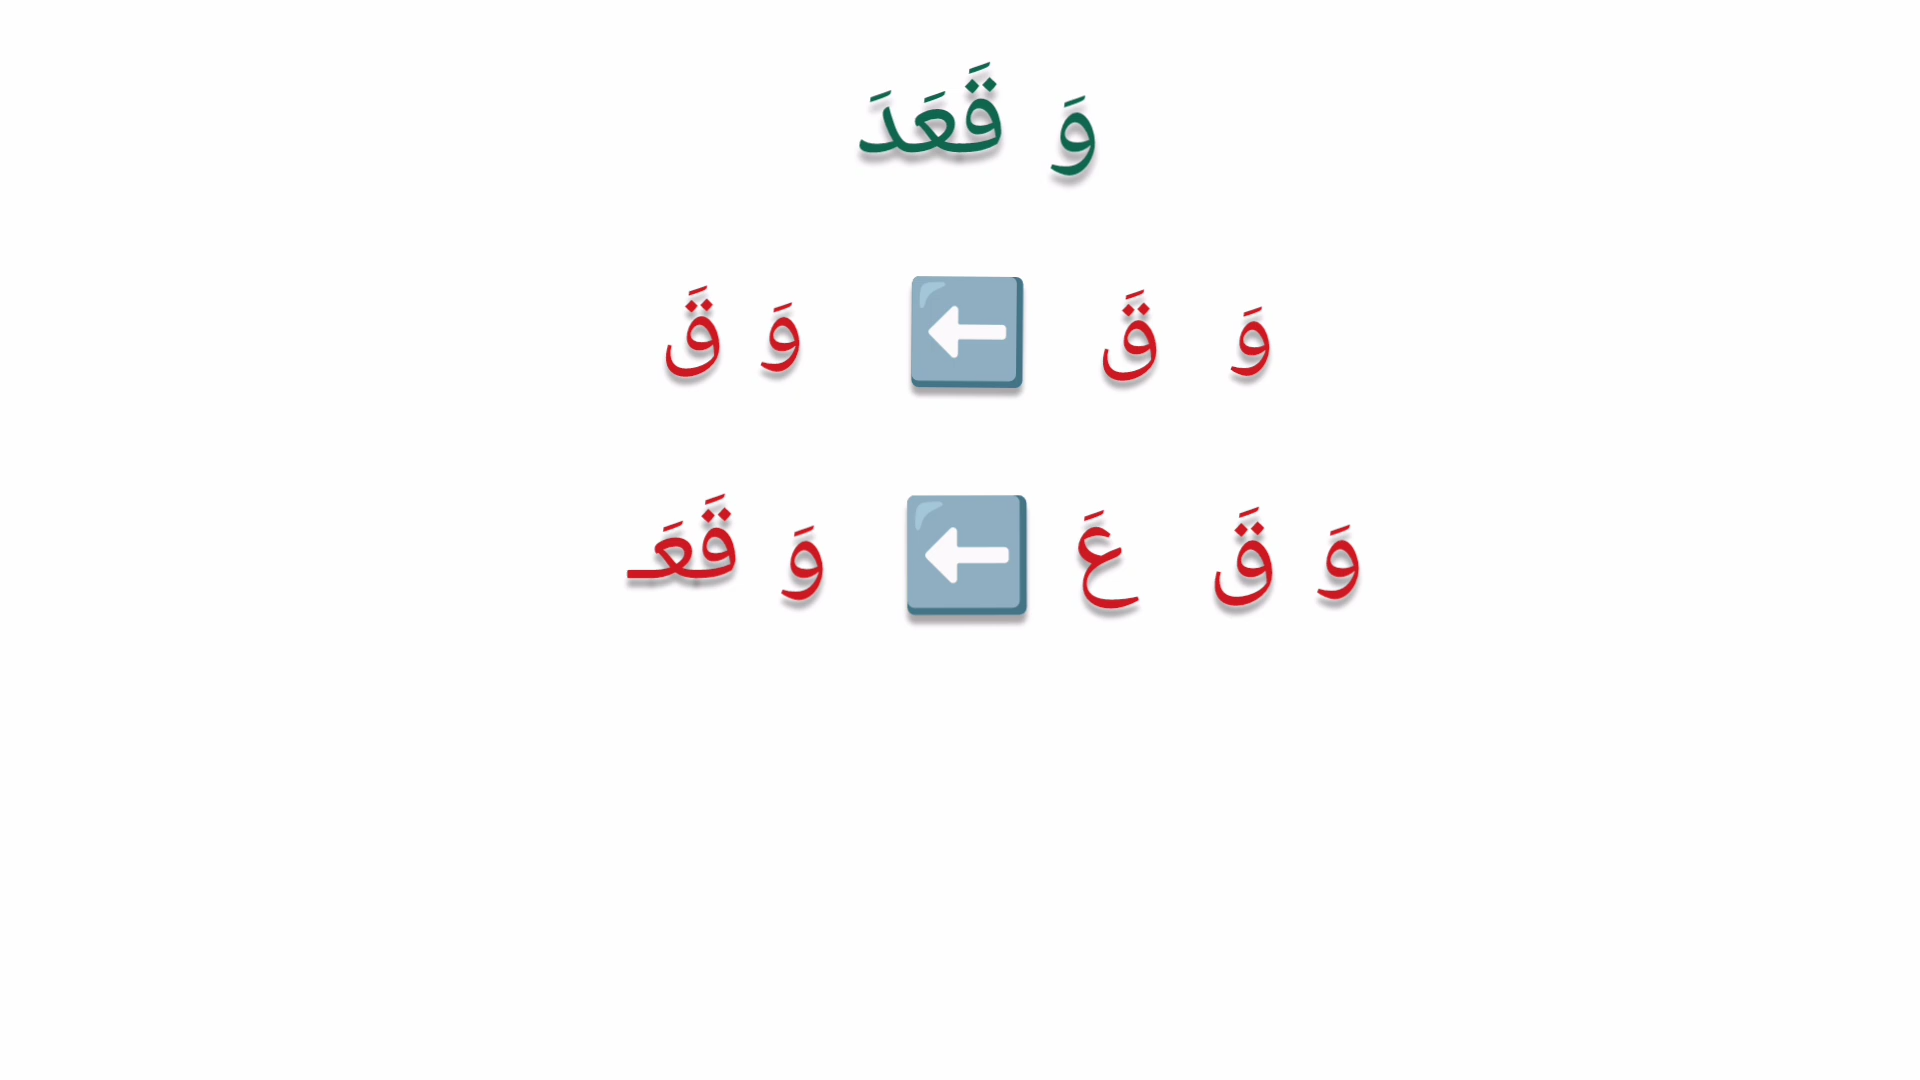 وَ قَعَدَ
وَ قَ ⬅️ وَ قَ
وَ قَ عَ ⬅️ وَ قَعَـ